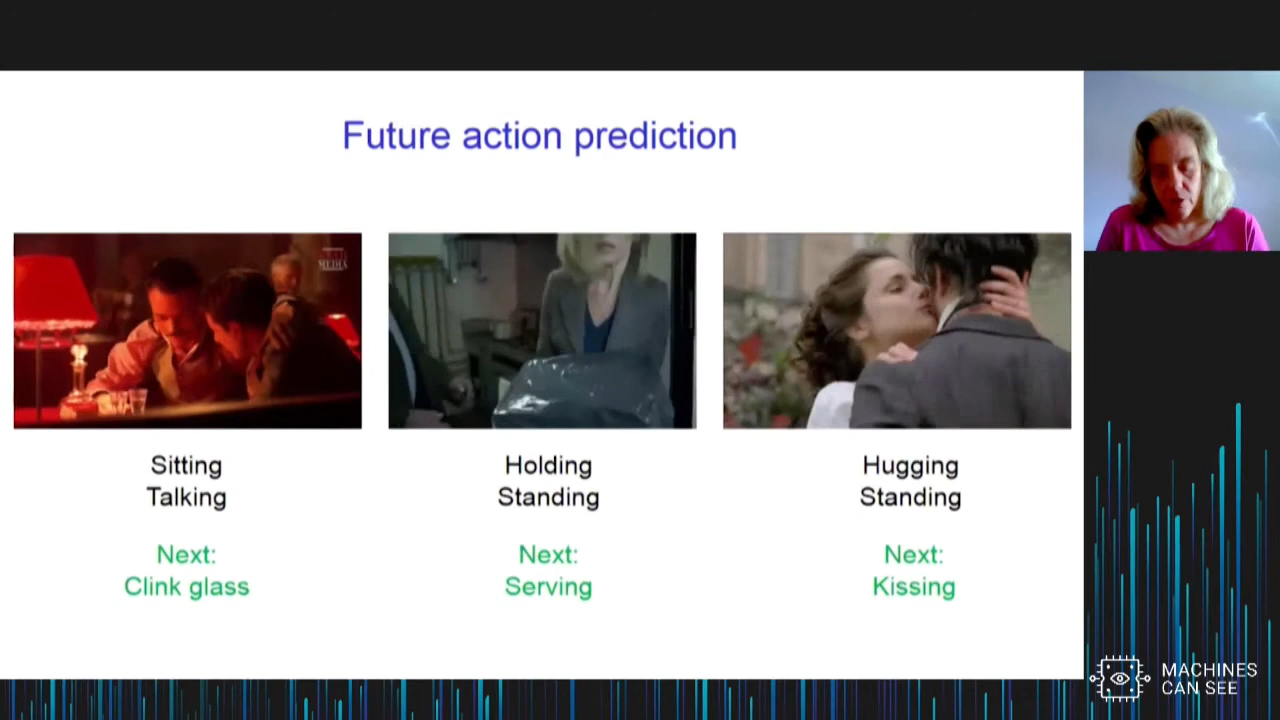 Future action prediction
MEDIA
Sitting
Talking
Next:
Clink glass
Holding
Standing
Next:
Serving
Hugging
Standing
Next:
Kissing
MACHINES
CAN SEE